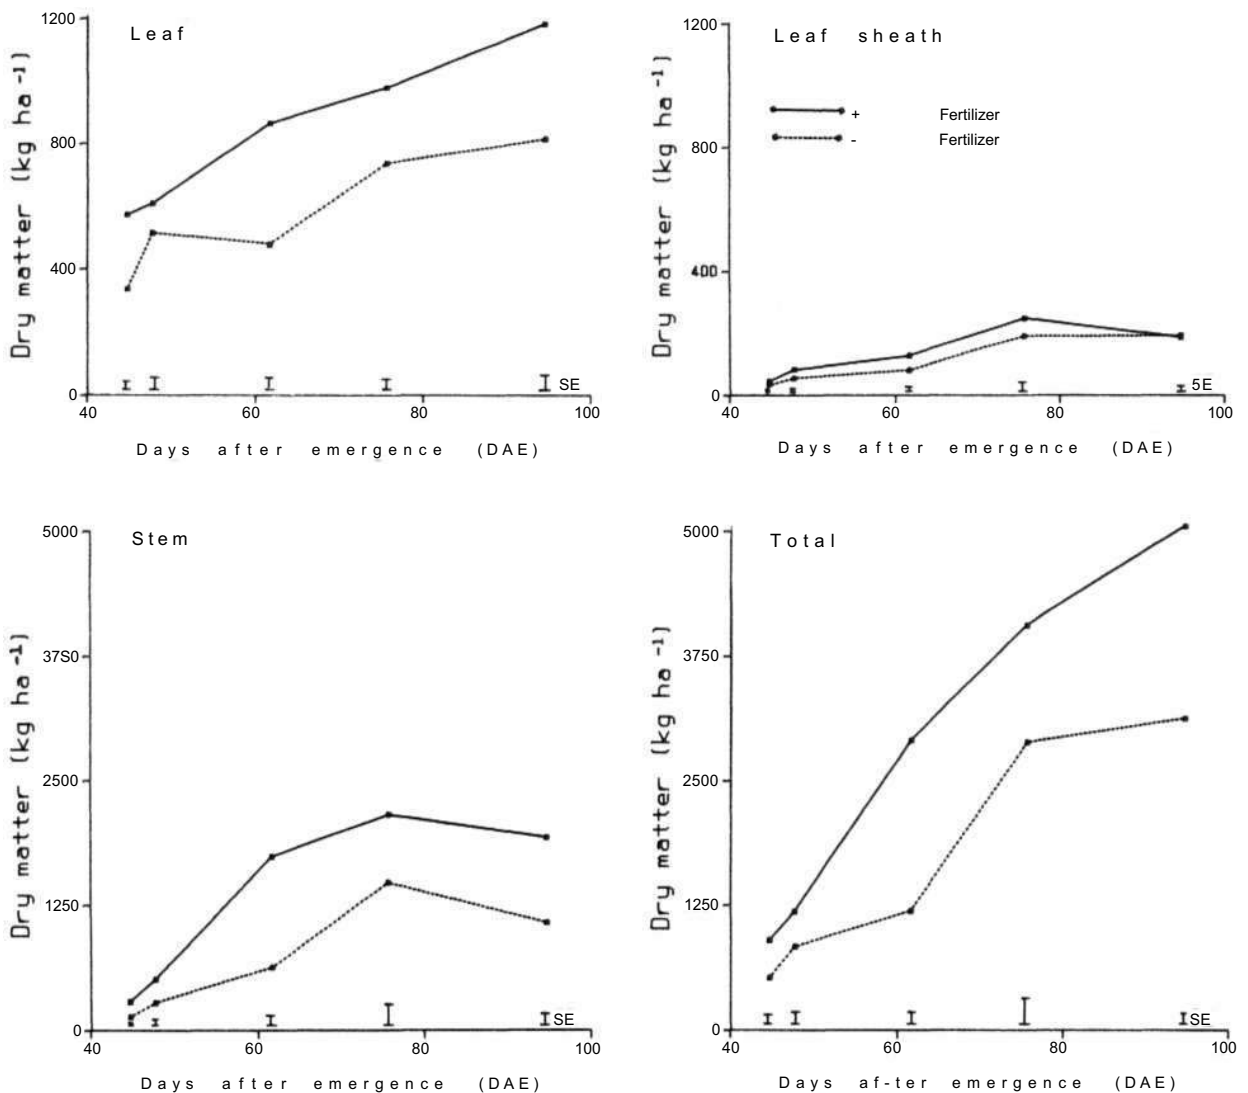 Leaf
1200
800
400
0
Dry matter (kg ha -1)
SE
40 60 80 100
Days after emergence (DAE)
Leaf sheath
1200
800
400
0
Dry matter (kg ha -1)
+ Fertilizer
- Fertilizer
5E
40 60 80 100
Days after emergence (DAE)
Stem
5000
37S0
2500
1250
0
Dry matter (kg ha -1)
SE
40 60 80 100
Days after emergence (DAE)
Total
5000
3750
2500
1250
0
Dry matter (kg ha -1)
SE
40 60 80 100
Days af-ter emergence (DAE)